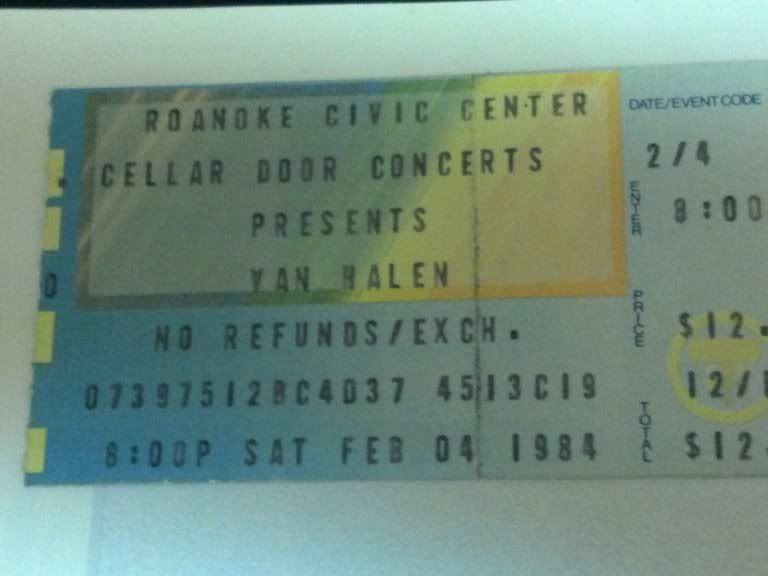 ROANOKE CIVIC CENTER
CELLAR DOOR CONCERTS
PRESENTS
VAN HALEN
NO REFUNDS/EXCH.
07397512BC4D37 4513C19
8:00P SAT FEB 04 1984
DATE/EVENT CODE
2/4
ENTER
8:00
PRICE
$12.
12/
TOTAL
$12.